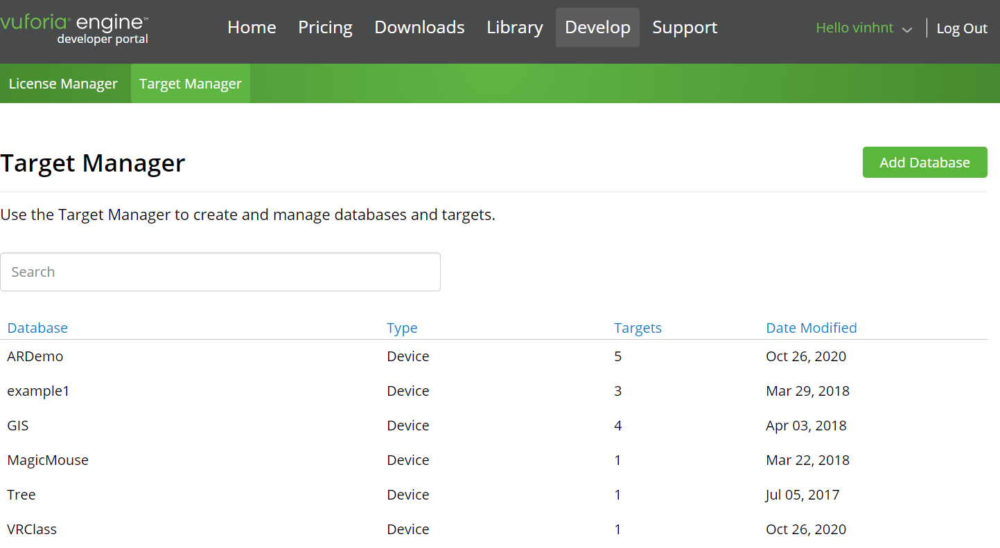 vuforia® engine™
developer portal
Home Pricing Downloads Library Develop Support
Hello vinhnt
Log Out
License Manager Target Manager
Target Manager
Add Database
Use the Target Manager to create and manage databases and targets.
Search
Database Type Targets Date Modified
ARDemo Device 5 Oct 26, 2020
example1 Device 3 Mar 29, 2018
GIS Device 4 Apr 03, 2018
MagicMouse Device 1 Mar 22, 2018
Tree Device 1 Jul 05, 2017
VRClass Device 1 Oct 26, 2020